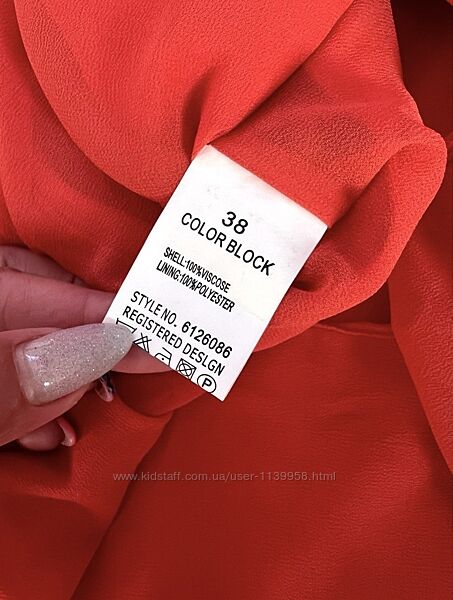 38
COLOR BLOCK
SHELL:100%VISCOSE
LINING:100%POLYESTER
STYLE NO. 6126086
REGISTERED DESLGN
P
www.kidstaff.com.ua/user-1139958.html